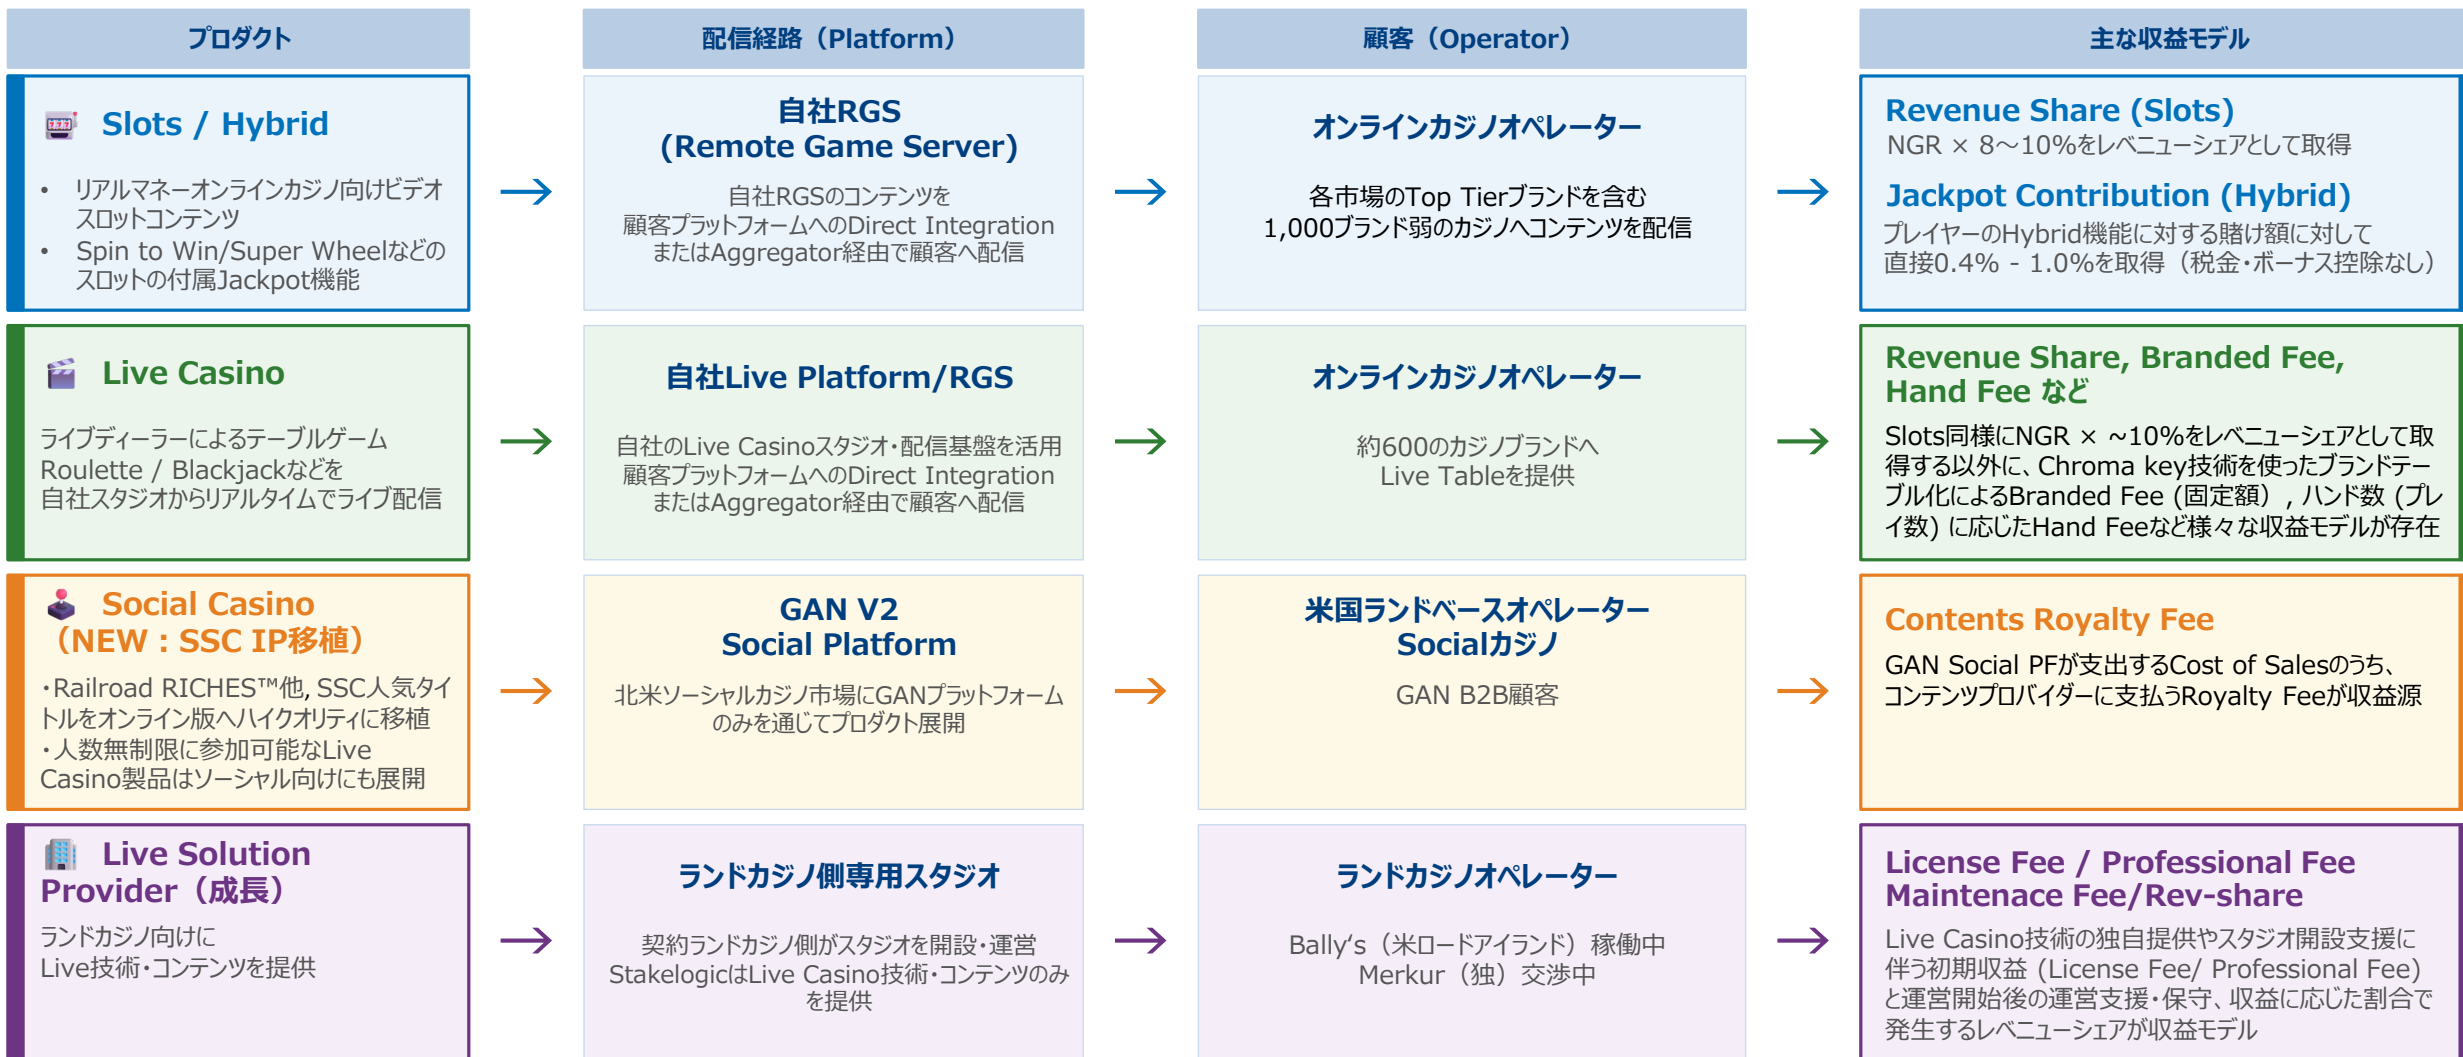 プロダクト
配信経路（Platform）
顧客（Operator）
主な収益モデル
Slots / Hybrid
• リアルマネーオンラインカジノ向けビデオ
スロットコンテンツ
• Spin to Win/Super Wheelなどの
スロットの付属Jackpot機能
→
自社RGS
(Remote Game Server)
自社RGSのコンテンツを
顧客プラットフォームへのDirect Integration
またはAggregator経由で顧客へ配信
→
オンラインカジノオペレーター
各市場のTop Tierブランドを含む
1,000ブランド弱のカジノへコンテンツを配信
→
Revenue Share (Slots)
NGR × 8～10%をレベニューシェアとして取得
Jackpot Contribution (Hybrid)
プレイヤーのHybrid機能に対する賭け額に対して
直接0.4% - 1.0%を取得（税金・ボーナス控除なし）
Live Casino
ライブディーラーによるテーブルゲーム
Roulette / Blackjackなどを
自社スタジオからリアルタイムでライブ配信
→
自社Live Platform/RGS
自社のLive Casinoスタジオ・配信基盤を活用
顧客プラットフォームへのDirect Integration
またはAggregator経由で顧客へ配信
→
オンラインカジノオペレーター
約600のカジノブランドへ
Live Tableを提供
→
Revenue Share, Branded Fee,
Hand Fee など
Slots同様にNGR × ~10%をレベニューシェアとして取
得する以外に、Chroma key技術を使ったブランドテー
ブル化によるBranded Fee (固定額）, ハンド数 (プレ
イ数) に応じたHand Feeなど様々な収益モデルが存在
Social Casino
（NEW：SSC IP移植）
・Railroad RICHES™他, SSC人気タイ
トルをオンライン版へハイクオリティに移植
・人数無制限に参加可能なLive
Casino製品はソーシャル向けにも展開
→
GAN V2
Social Platform
北米ソーシャルカジノ市場にGANプラットフォーム
のみを通じてプロダクト展開
→
米国ランドベースオペレーター
Socialカジノ
GAN B2B顧客
→
Contents Royalty Fee
GAN Social PFが支出するCost of Salesのうち、
コンテンツプロバイダーに支払うRoyalty Feeが収益源
Live Solution
Provider（成長）
ランドカジノ向けに
Live技術・コンテンツを提供
→
ランドカジノ側専用スタジオ
契約ランドカジノ側がスタジオを開設・運営
StakelogicはLive Casino技術・コンテンツのみ
を提供
→
ランドカジノオペレーター
Bally‘s（米ロードアイランド）稼働中
Merkur（独）交渉中
→
License Fee / Professional Fee
Maintenace Fee/Rev-share
Live Casino技術の独自提供やスタジオ開設支援に
伴う初期収益 (License Fee/ Professional Fee)
と運営開始後の運営支援・保守、収益に応じた割合で
発生するレベニューシェアが収益モデル